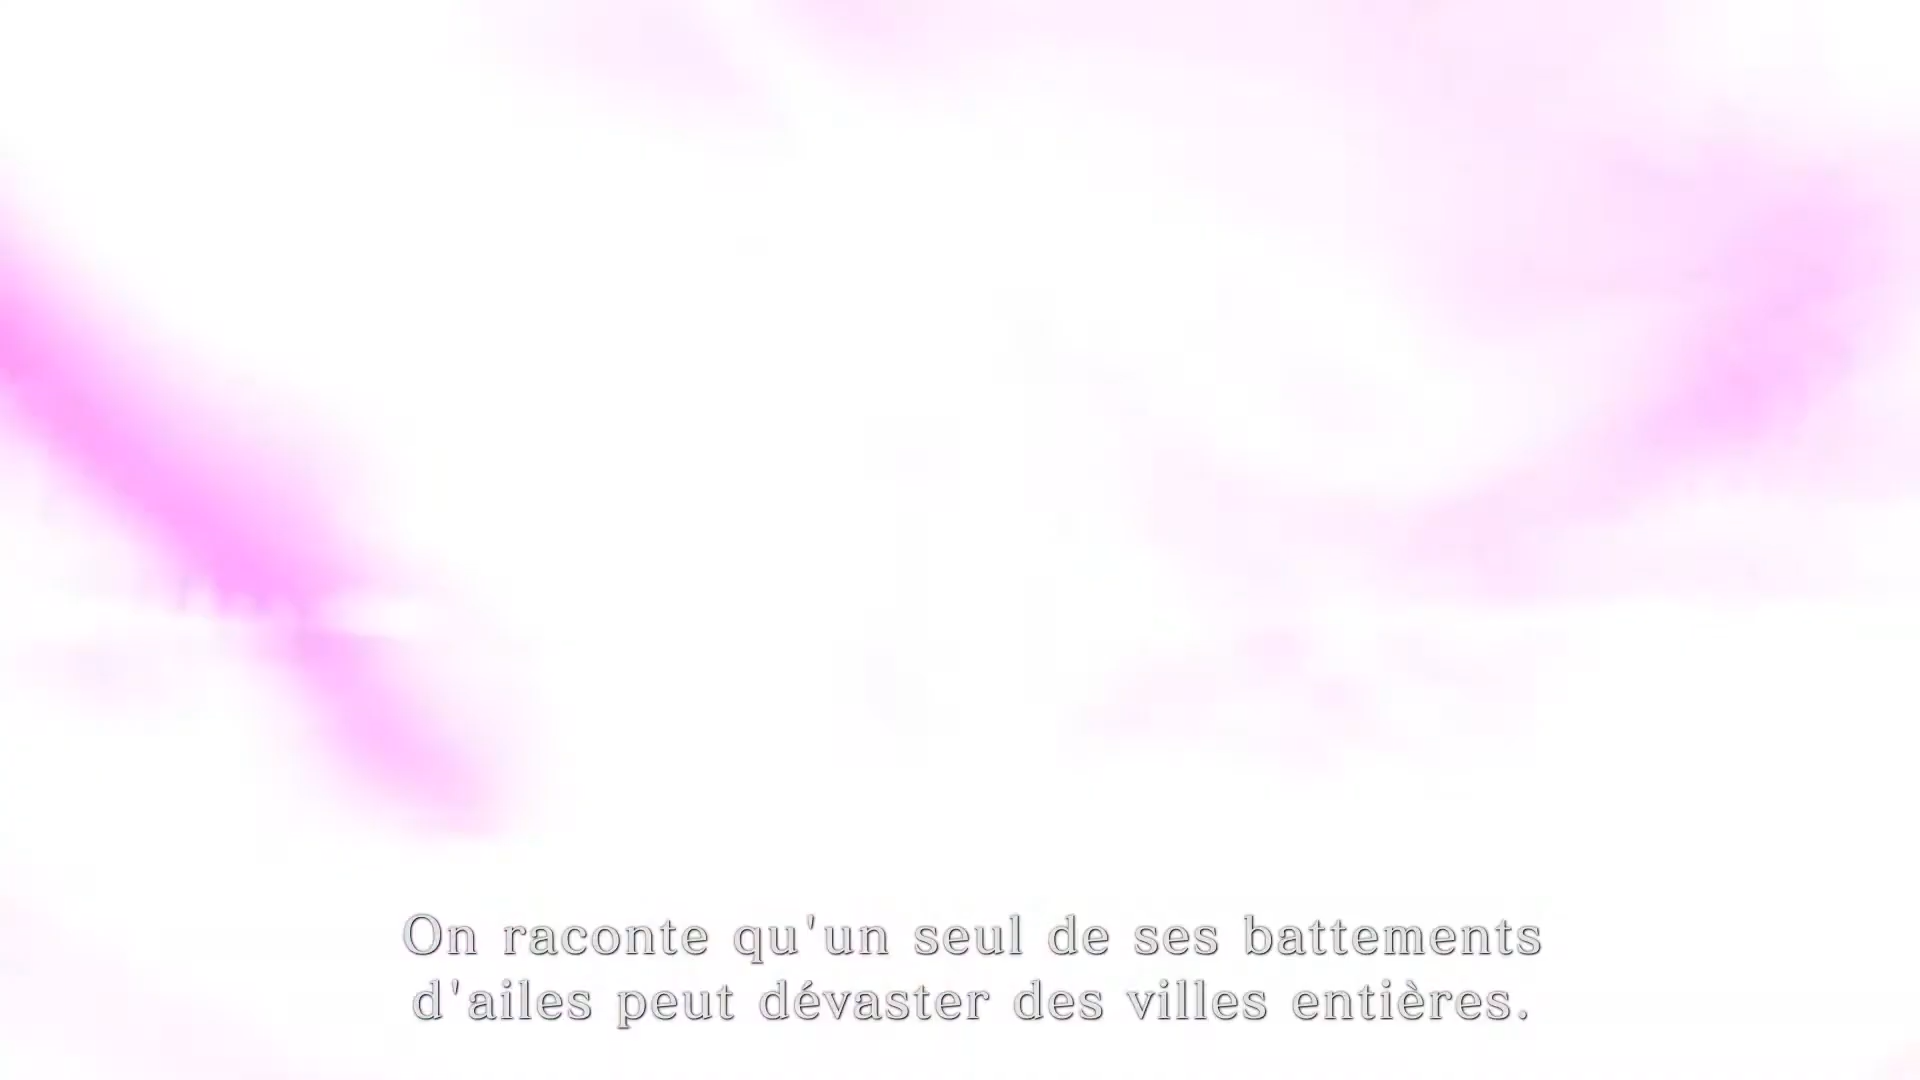 On raconte qu'un seul de ses battements
d'ailes peut dévaster des villes entières.